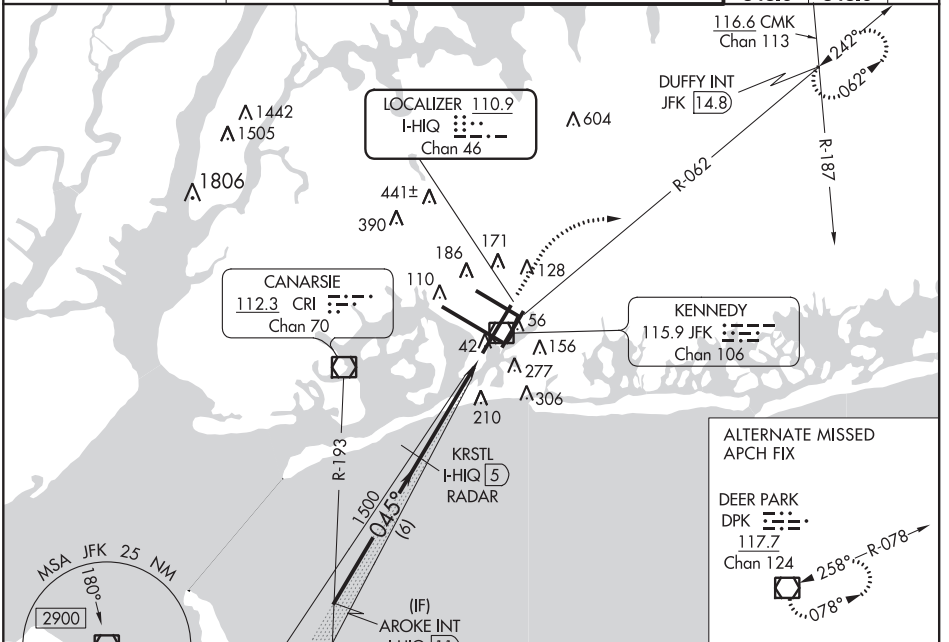 116.6 CMK
Chan 113
242°
062°
DUFFY INT
JFK 14.8
R-187
R-062
LOCALIZER 110.9
I-HIQ
Chan 46
604
1442
1505
1806
441±
390
171
186
128
110
CANARSIE
112.3 CRI
Chan 70
56
42
156
277
306
210
KENNEDY
115.9 JFK
Chan 106
R-193
KRSTL
I-HIQ 5
RADAR
1500
045°
(6)
ALTERNATE MISSED
APCH FIX
DEER PARK
DPK
117.7
Chan 124
258°
R-078
078°
MSA JFK 25 NM
180°
2900
(IF)
AROKE INT